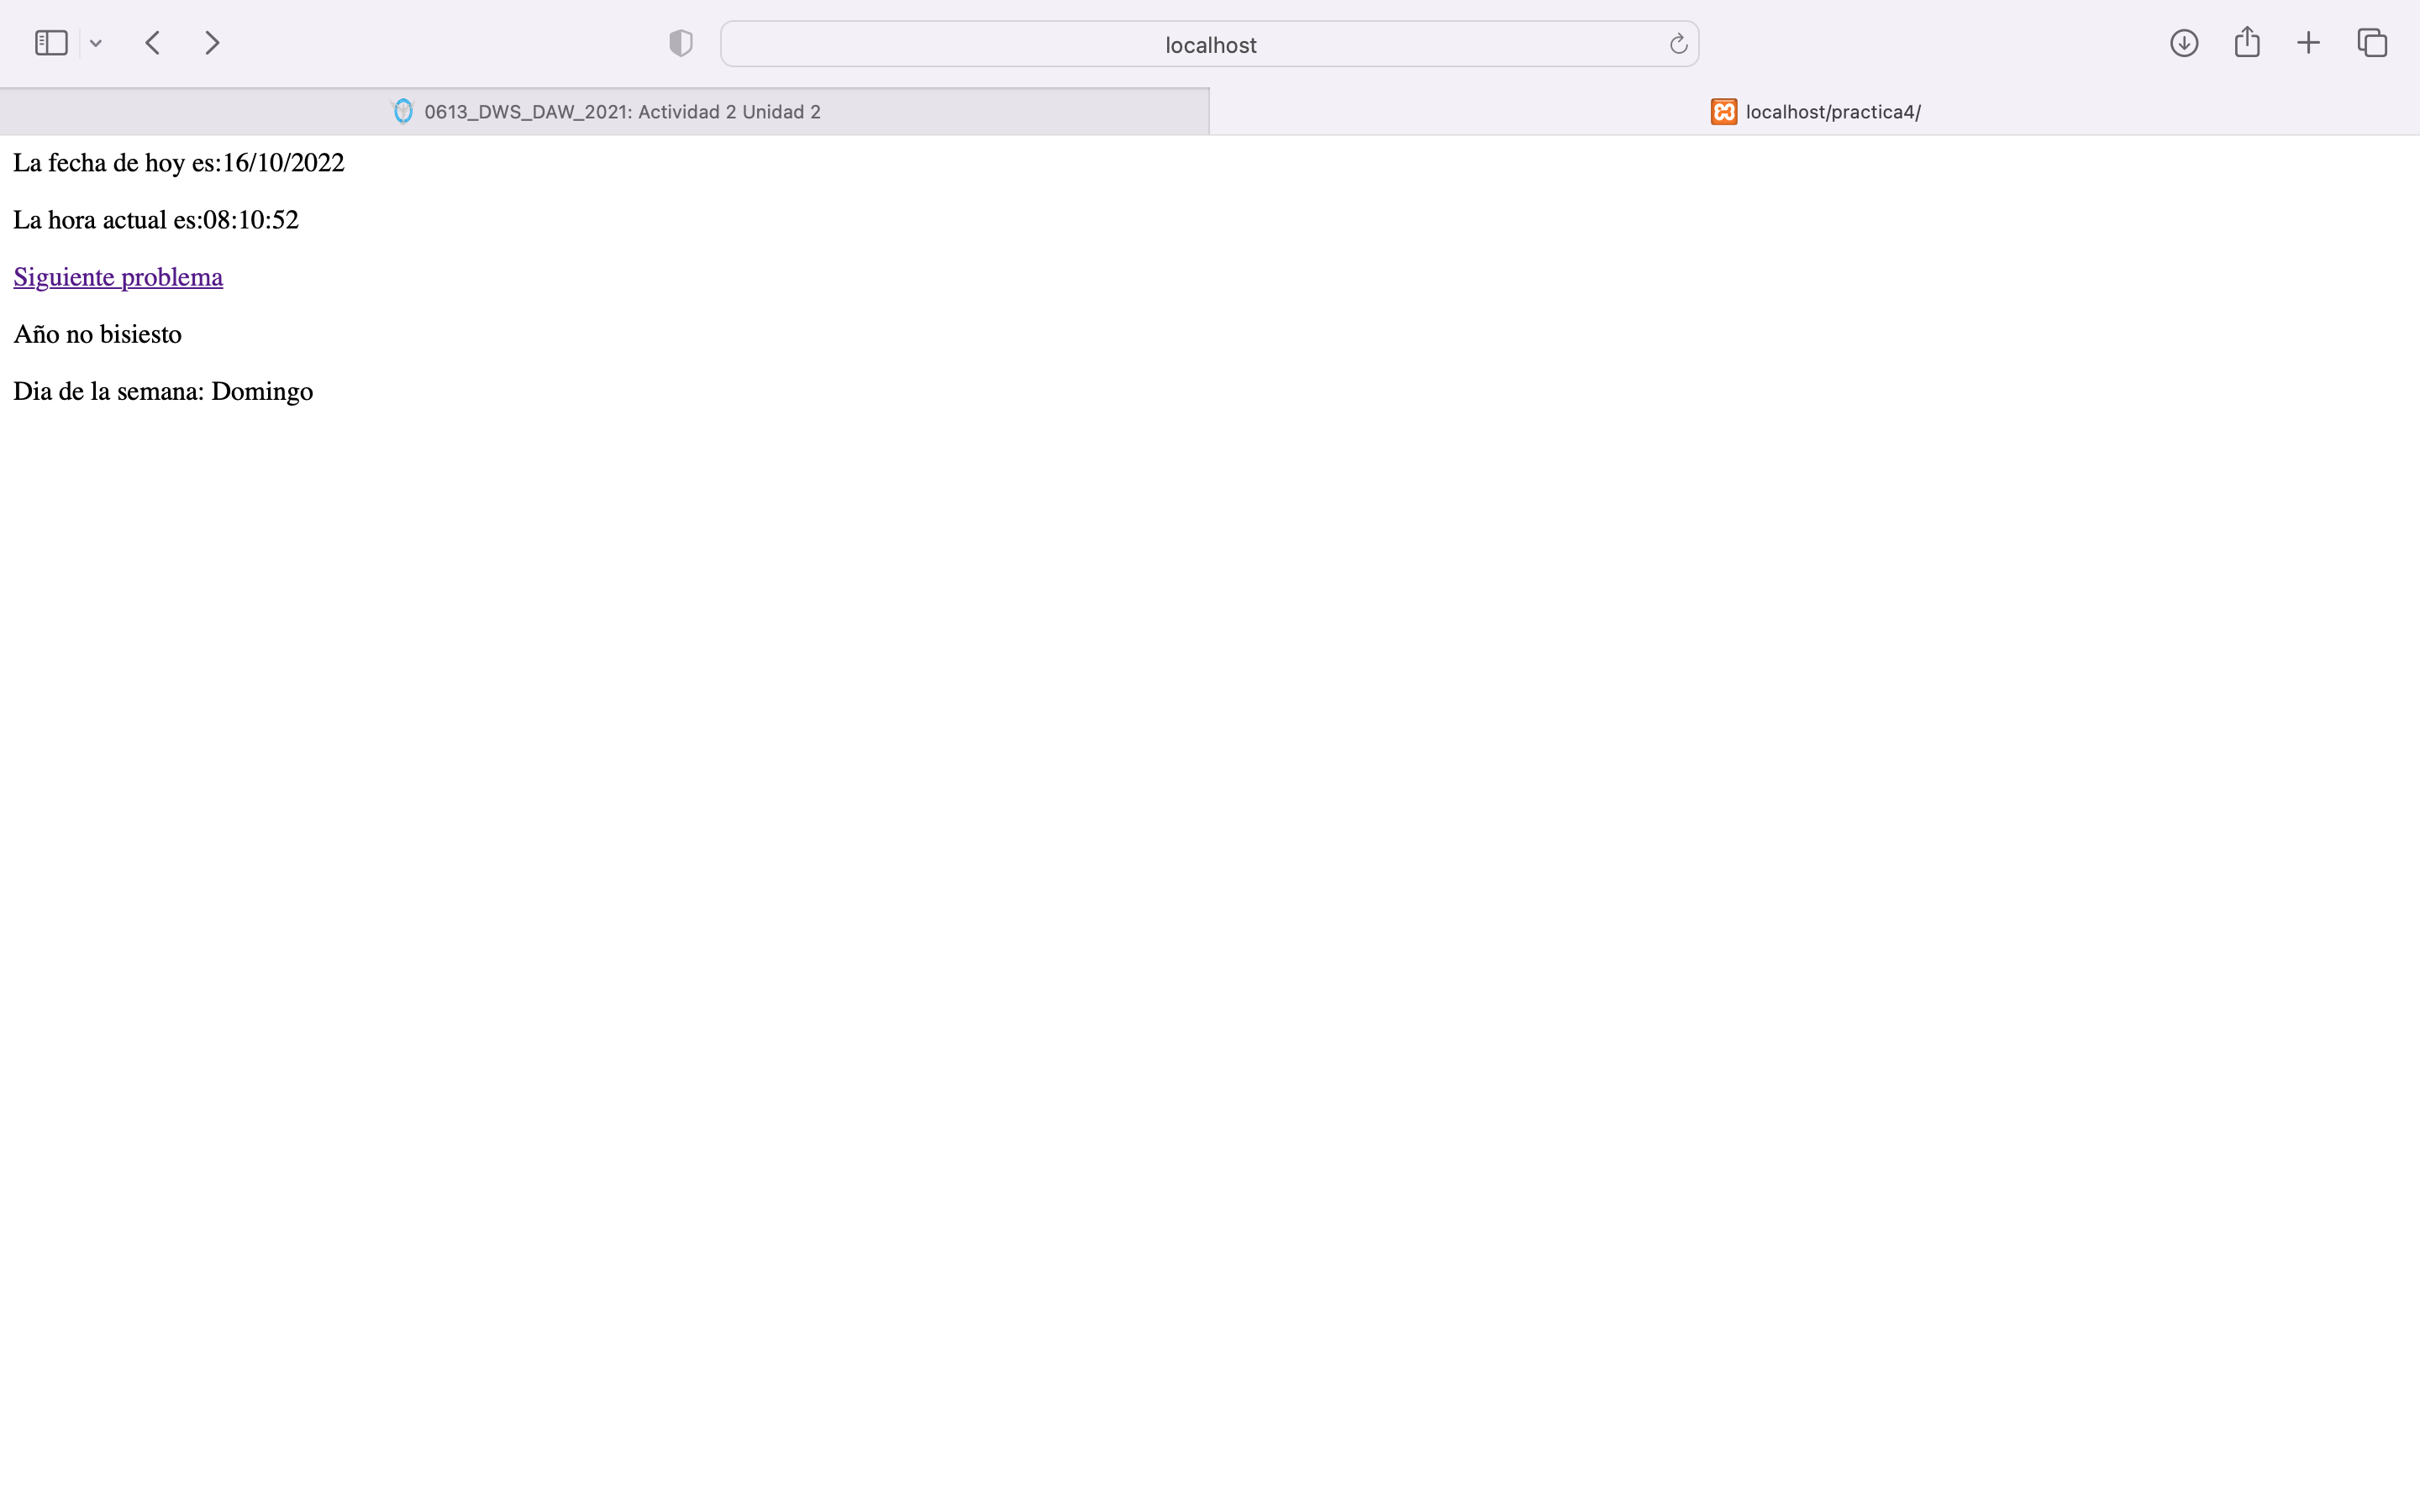 localhost
0613_DWS_DAW_2021: Actividad 2 Unidad 2
localhost/practica4/
La fecha de hoy es:16/10/2022
La hora actual es:08:10:52
Siguiente problema
Año no bisiesto
Dia de la semana: Domingo